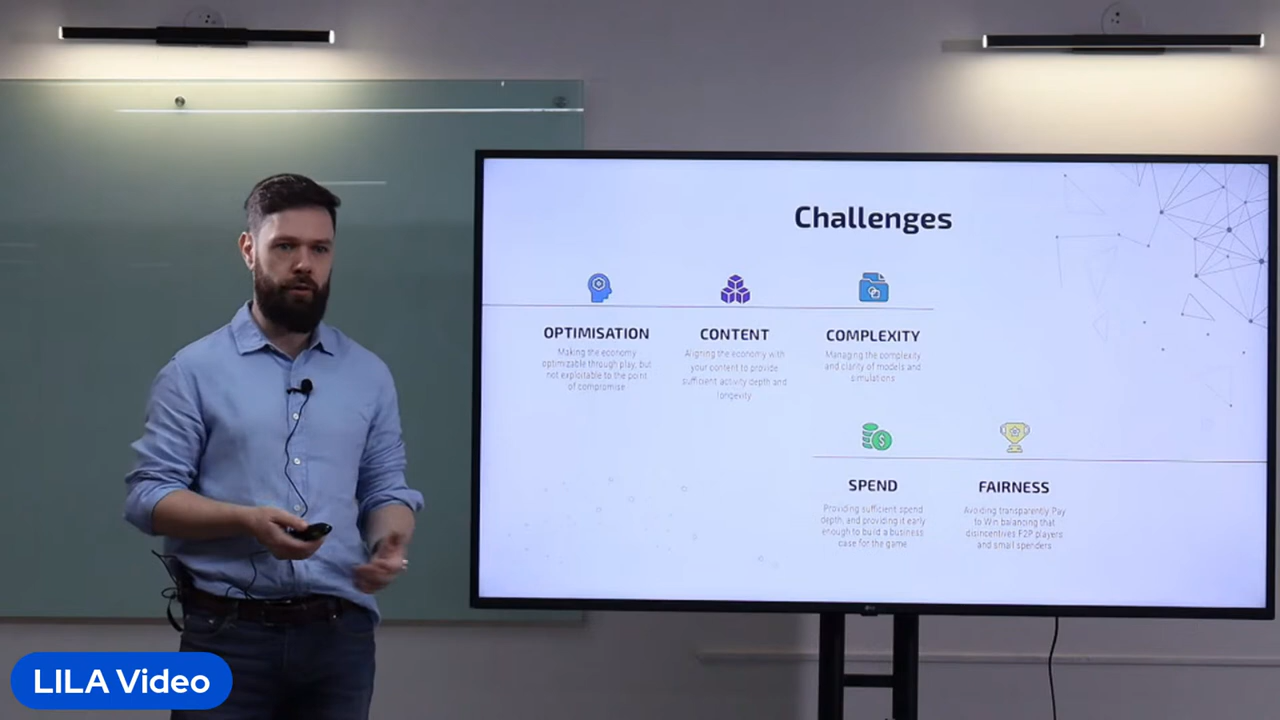 Challenges
OPTIMISATION
Making the economy
optimizable through play, but
not exploitable to the point
of compromise
CONTENT
Aligning the economy with
your content to provide
sufficient activity depth and
longevity
COMPLEXITY
Managing the complexity
and clarity of models and
simulations
SPEND
Providing sufficient spend
depth, and providing it early
enough to build a business
case for the game
FAIRNESS
Avoiding transparently Pay
to Win balancing that
disincentives F2P players
and small spenders
LILA Video